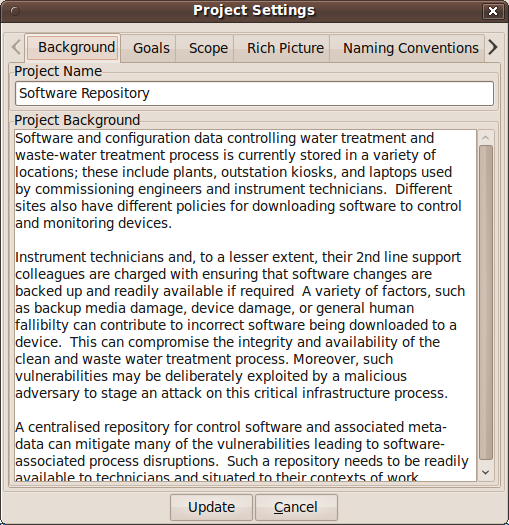 Project Settings
Background Goals Scope Rich Picture Naming Conventions
Project Name
Software Repository
Project Background
Software and configuration data controlling water treatment and
waste-water treatment process is currently stored in a variety of
locations; these include plants, outstation kiosks, and laptops used
by commissioning engineers and instrument technicians.  Different
sites also have different policies for downloading software to control
and monitoring devices.
Instrument technicians and, to a lesser extent, their 2nd line support
colleagues are charged with ensuring that software changes are
backed up and readily available if required  A variety of factors, such
as backup media damage, device damage, or general human
fallibilty can contribute to incorrect software being downloaded to a
device.  This can compromise the integrity and availability of the
clean and waste water treatment process. Moreover, such
vulnerabilities may be deliberately exploited by a malicious
adversary to stage an attack on this critical infrastructure process.
A centralised repository for control software and associated meta-
data can mitigate many of the vulnerabilities leading to software-
associated process disruptions.  Such a repository needs to be readily
available to technicians and situated to their contexts of work
Update Cancel